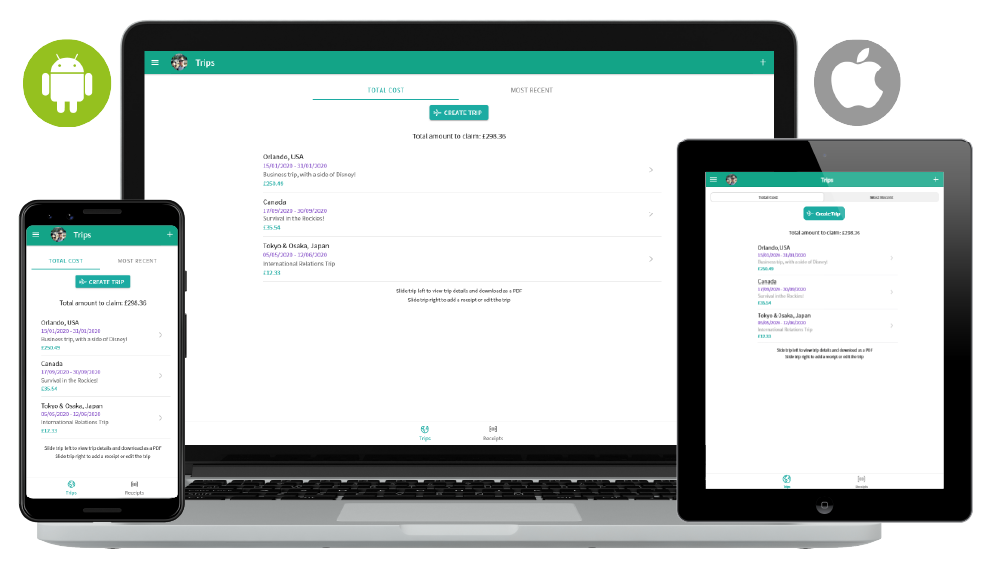 Trips
+
TOTAL COST
MOST RECENT
CREATE TRIP
Total amount to claim: £298.36
Orlando, USA
15/01/2020 - 31/01/2020
Business trip, with a side of Disney!
£250.49
Canada
17/09/2020 - 30/09/2020
Survival in the Rockies!
£35.54
Tokyo & Osaka, Japan
05/05/2020 - 12/06/2020
International Relations Trip
£12.33
Slide trip left to view trip details and download as a PDF
Slide trip right to add a receipt or edit the trip
Trips
Receipts
Trips
+
TOTAL COST
MOST RECENT
CREATE TRIP
Total amount to claim: £298.36
Orlando, USA
15/01/2020 - 31/01/2020
Business trip, with a side of Disney!
£250.49
Canada
17/09/2020 - 30/09/2020
Survival in the Rockies!
£35.54
Tokyo & Osaka, Japan
05/05/2020 - 12/06/2020
International Relations Trip
£12.33
Slide trip left to view trip details and download as a PDF
Slide trip right to add a receipt or edit the trip
Trips
Receipts
Trips
+
Total Cost
Most Recent
Create Trip
Total amount to claim: £298.36
Orlando, USA
15/01/2020 - 31/01/2020
Business trip, with a side of Disney!
£250.49
Canada
17/09/2020 - 30/09/2020
Survival in the Rockies!
£35.54
Tokyo & Osaka, Japan
05/05/2020 - 12/06/2020
International Relations Trip
£12.33
Slide trip left to view trip details and download as a PDF
Slide trip right to add a receipt or edit the trip
Trips
Receipts